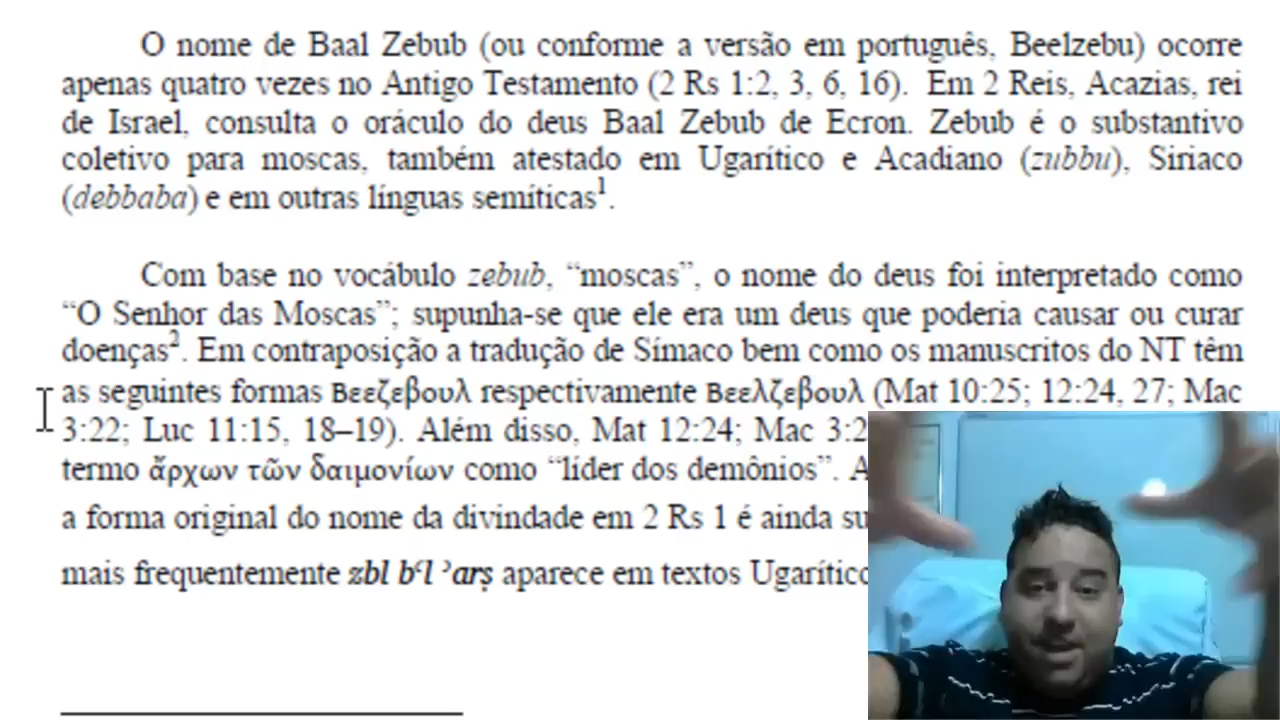 O nome de Baal Zebub (ou conforme a versão em português, Beelzebu) ocorre
apenas quatro vezes no Antigo Testamento (2 Rs 1:2, 3, 6, 16). Em 2 Reis, Acazias, rei
de Israel, consulta o oráculo do deus Baal Zebub de Ecron. Zebub é o substantivo
coletivo para moscas, também atestado em Ugarítico e Acadiano (zubbu), Siriaco
(debbaba) e em outras línguas semíticas¹.
Com base no vocábulo zebub, “moscas”, o nome do deus foi interpretado como
“O Senhor das Moscas”; supunha-se que ele era um deus que poderia causar ou curar
doenças². Em contraposição a tradução de Símaco bem como os manuscritos do NT têm
as seguintes formas Βεεζεβουλ respectivamente Βεελζεβουλ (Mat 10:25; 12:24, 27; Mac
3:22; Luc 11:15, 18–19). Além disso, Mat 12:24; Mac 3:2
termo ἄρχων τῶν δαιμονίων como “líder dos demônios”.
a forma original do nome da divindade em 2 Rs 1 é ainda
mais frequentemente zbl bʿl ʾarṣ aparece em textos